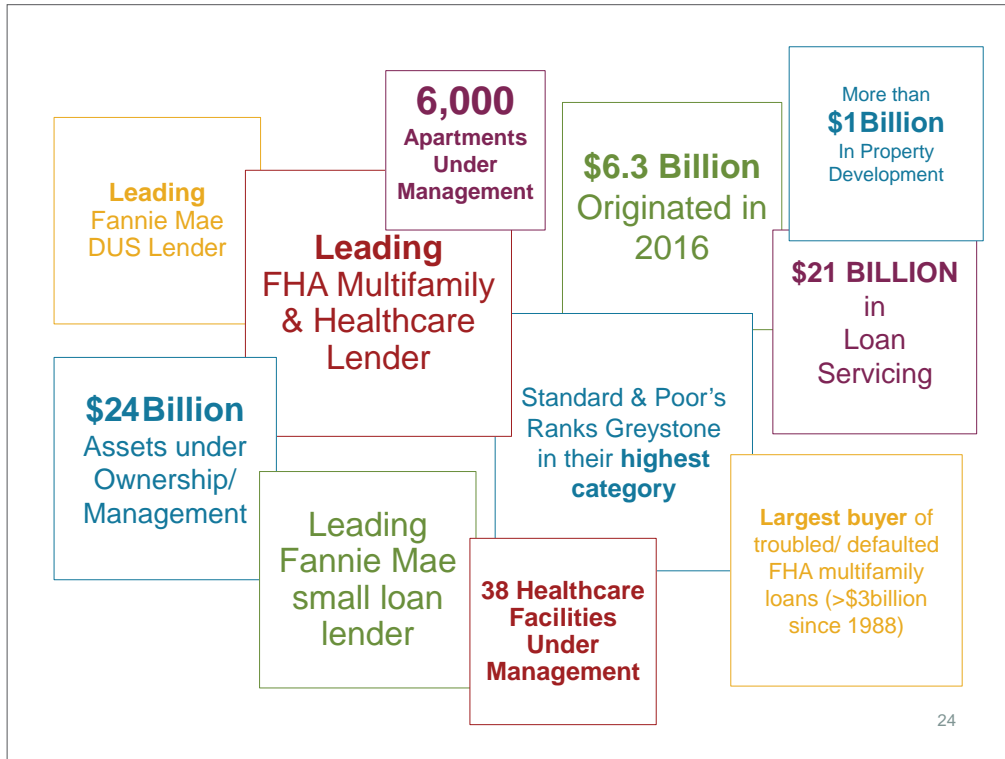 6,000
Apartments
Under
Management
More than
$1Billion
In Property
Development
Leading
Fannie Mae
DUS Lender
$6.3 Billion
Originated in
2016
Leading
FHA Multifamily
& Healthcare
Lender
$21 BILLION
in
Loan
Servicing
$24Billion
Assets under
Ownership/
Management
Standard & Poor's
Ranks Greystone
in their highest
category
Leading
Fannie Mae
small loan
lender
38 Healthcare
Facilities
Under
Management
Largest buyer of
troubled/ defaulted
FHA multifamily
loans (>$3billion
since 1988)
24